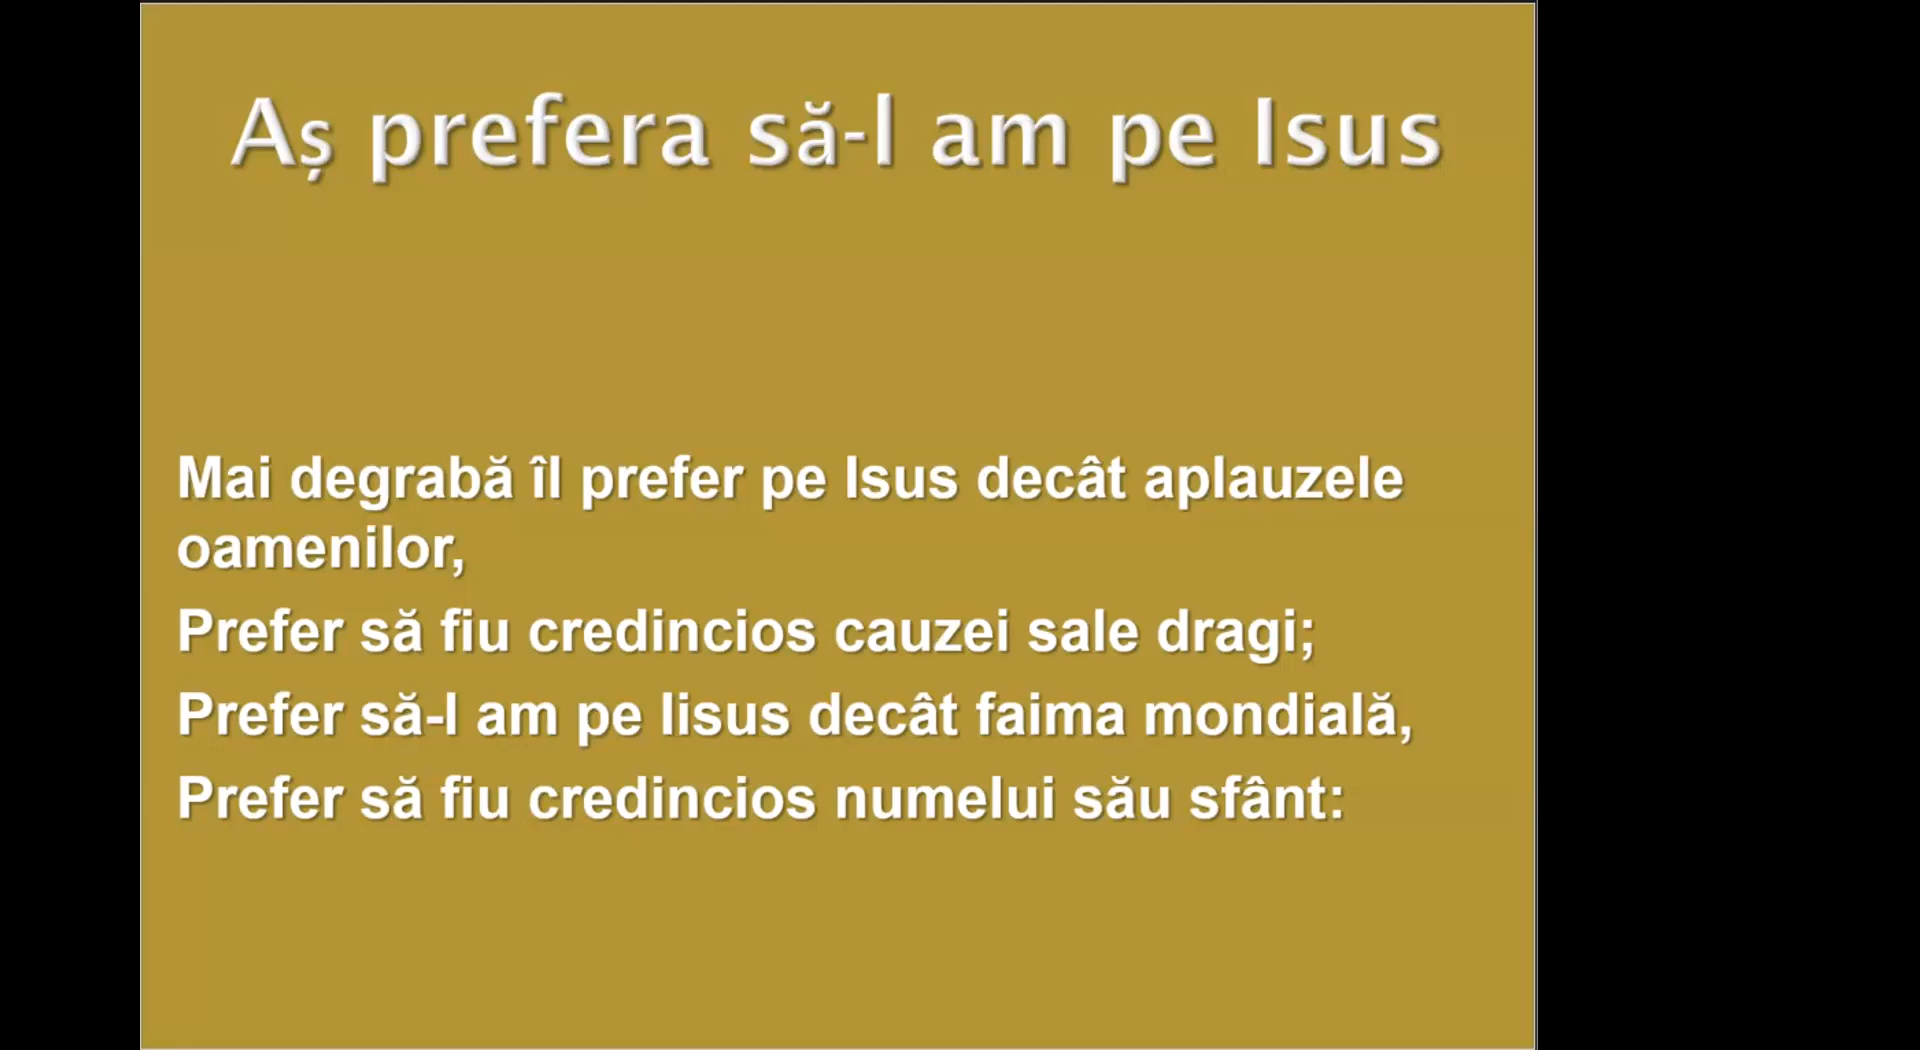 Aș prefera să-l am pe Isus
Mai degrabă îl prefer pe Isus decât aplauzele
oamenilor,
Prefer să fiu credincios cauzei sale dragi;
Prefer să-l am pe Iisus decât faima mondială,
Prefer să fiu credincios numelui său sfânt: